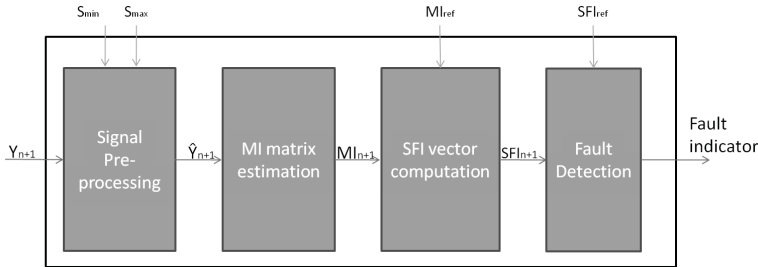 Smin Smax MIref SFIref
Yn+1
Signal
Pre-
processing
Ŷn+1
MI matrix
estimation
MIn+1
SFI vector
computation
SFIn+1
Fault
Detection
Fault
indicator